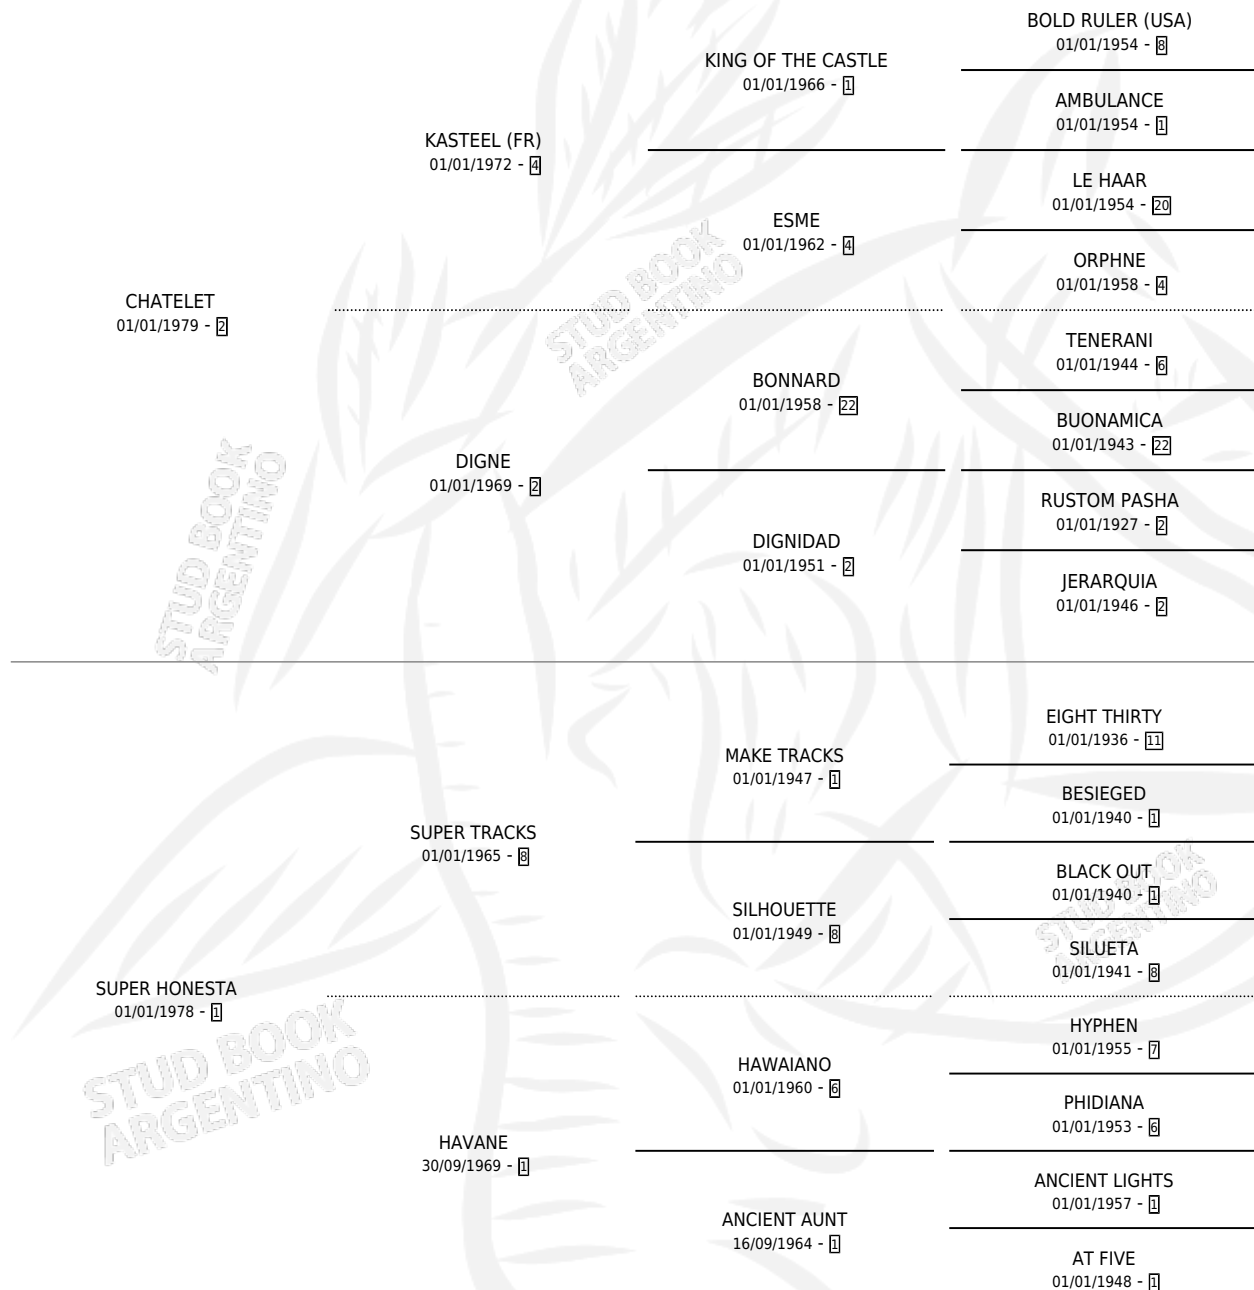 BOLD RULER (USA)
01/01/1954 - 8
KING OF THE CASTLE
01/01/1966 - 1
AMBULANCE
01/01/1954 - 1
KASTEEL (FR)
01/01/1972 - 4
LE HAAR
01/01/1954 - 20
ESME
01/01/1962 - 4
ORPHNE
01/01/1958 - 4
CHATELET
01/01/1979 - 2
TENERANI
01/01/1944 - 6
BONNARD
01/01/1958 - 22
BUONAMICA
01/01/1943 - 22
DIGNE
01/01/1969 - 2
RUSTOM PASHA
01/01/1927 - 2
DIGNIDAD
01/01/1951 - 2
JERARQUIA
01/01/1946 - 2
EIGHT THIRTY
01/01/1936 - 11
MAKE TRACKS
01/01/1947 - 1
BESIEGED
01/01/1940 - 1
SUPER TRACKS
01/01/1965 - 8
BLACK OUT
01/01/1940 - 1
SILHOUETTE
01/01/1949 - 8
SILUETA
01/01/1941 - 8
SUPER HONESTA
01/01/1978 - 1
HYPHEN
01/01/1955 - 7
HAWAIANO
01/01/1960 - 6
PHIDIANA
01/01/1953 - 6
HAVANE
30/09/1969 - 1
ANCIENT LIGHTS
01/01/1957 - 1
ANCIENT AUNT
16/09/1964 - 1
AT FIVE
01/01/1948 - 1
STUD BOOK
ARGENTINO
STUD BOOK
ARGENTINO
STUD BOOK
ARGENTINO
STUD BOOK
ARGENTINO